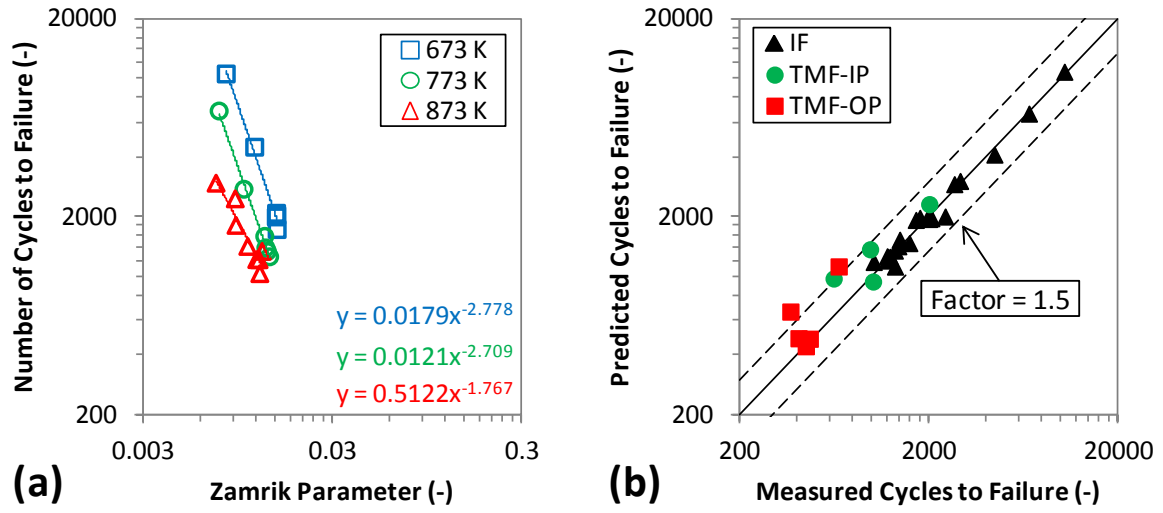 20000
2000
200
Number of Cycles to Failure (-)
673 K
773 K
873 K
y = 0.0179x^-2.778
y = 0.0121x^-2.709
y = 0.5122x^-1.767
0.003
0.03
0.3
Zamrik Parameter (-)
(a)
20000
2000
200
Predicted Cycles to Failure (-)
IF
TMF-IP
TMF-OP
Factor = 1.5
200
2000
20000
Measured Cycles to Failure (-)
(b)